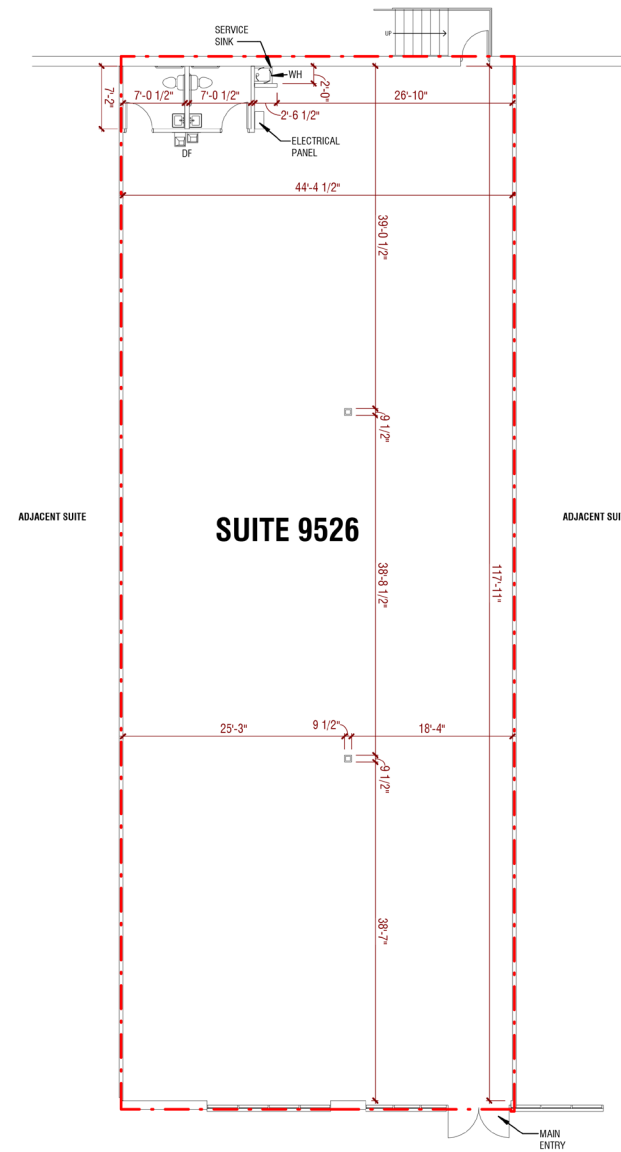 SERVICE
SINK
UP
WH
7'-2"
7'-0 1/2"
7'-0 1/2"
2'-0"
26'-10"
2'-6 1/2"
ELECTRICAL
PANEL
DF
44'-4 1/2"
39'-0 1/2"
9 1/2"
ADJACENT SUITE
SUITE 9526
ADJACENT SUI
38'-8 1/2"
117'-11"
25'-3"
9 1/2"
18'-4"
9 1/2"
38'-7"
MAIN
ENTRY